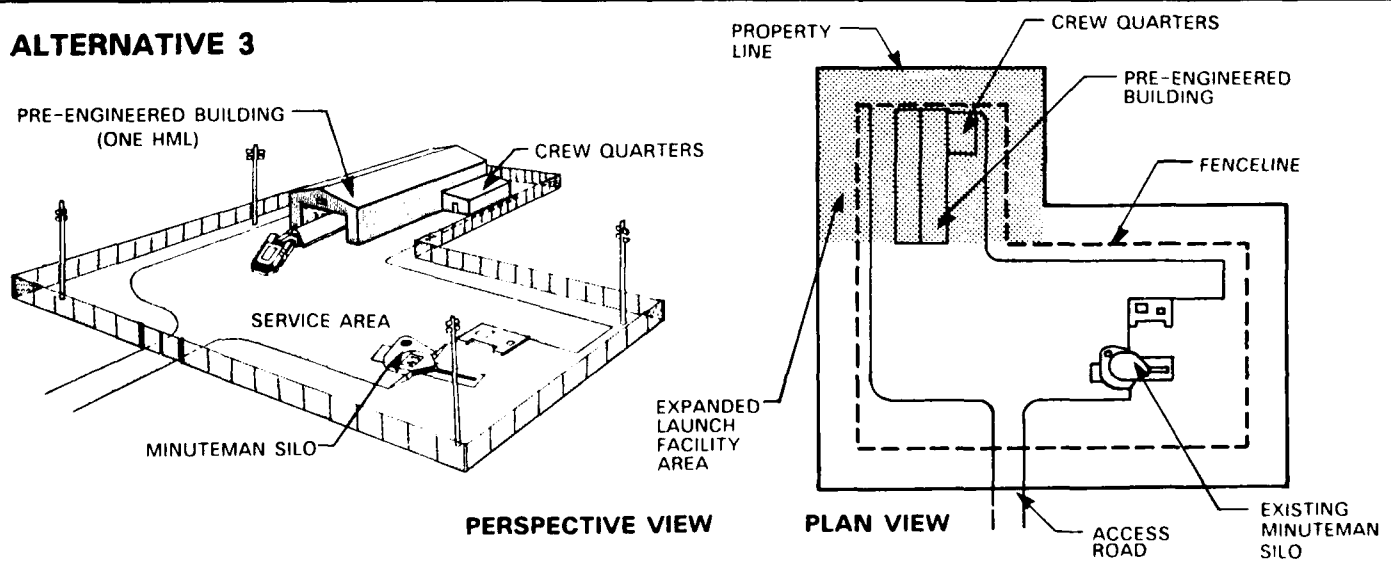 ALTERNATIVE 3
PRE-ENGINEERED BUILDING
(ONE HML)
CREW QUARTERS
SERVICE AREA
MINUTEMAN SILO
PERSPECTIVE VIEW
PROPERTY
LINE
CREW QUARTERS
PRE-ENGINEERED
BUILDING
FENCELINE
EXPANDED
LAUNCH
FACILITY
AREA
PLAN VIEW
ACCESS
ROAD
EXISTING
MINUTEMAN
SILO